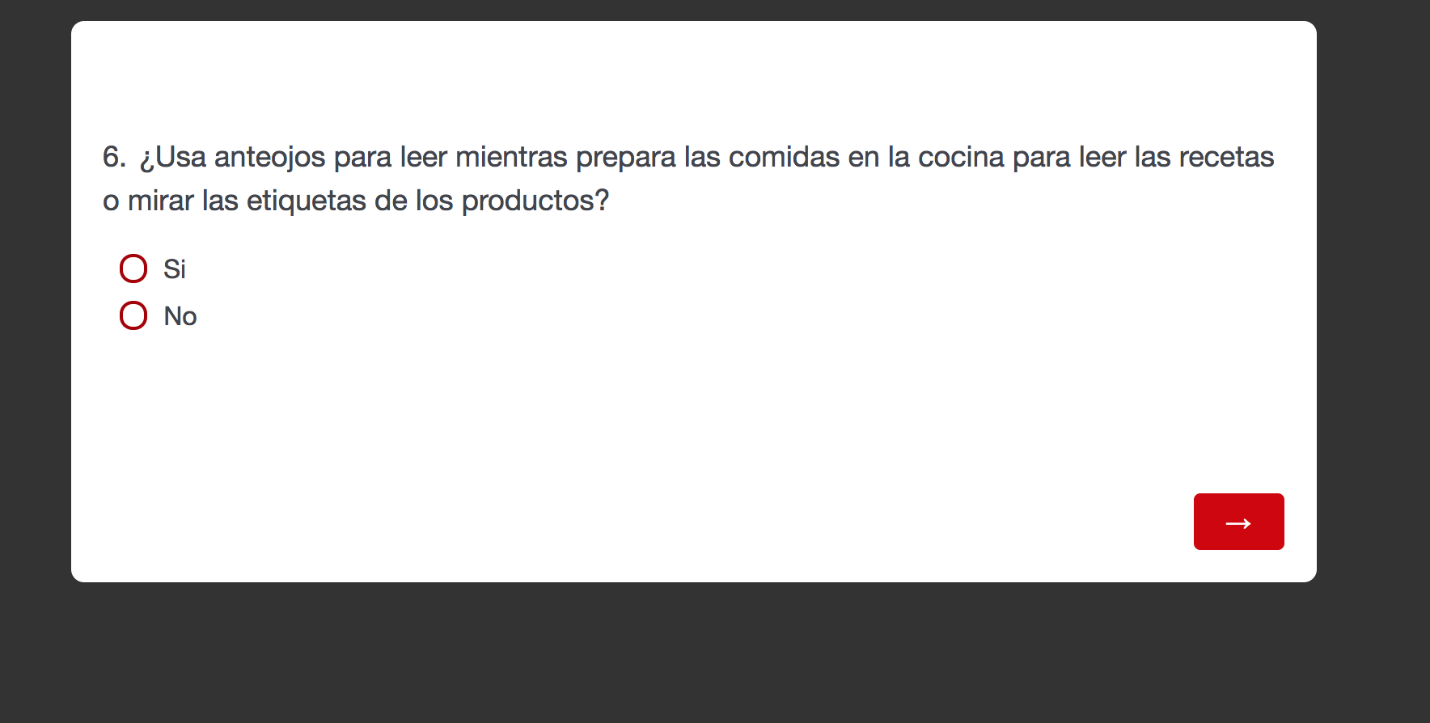 6. ¿Usa anteojos para leer mientras prepara las comidas en la cocina para leer las recetas
o mirar las etiquetas de los productos?
Si
No
→